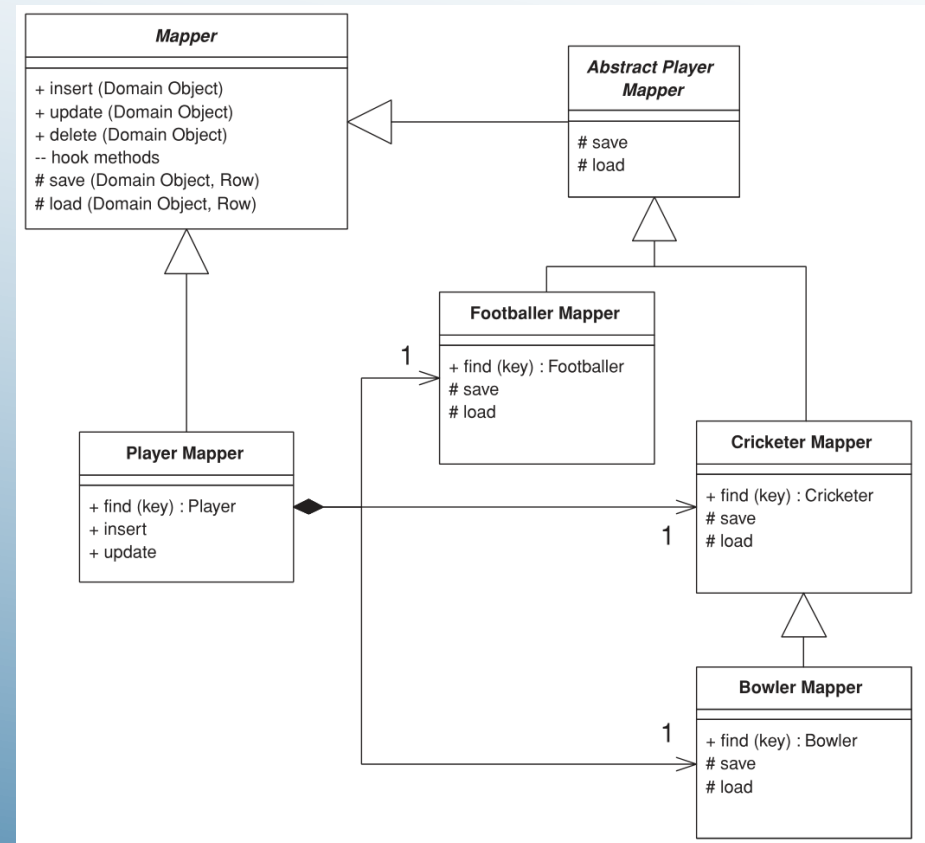 Mapper
+ insert (Domain Object)
+ update (Domain Object)
+ delete (Domain Object)
-- hook methods
# save (Domain Object, Row)
# load (Domain Object, Row)
Abstract Player
Mapper
# save
# load
Footballer Mapper
1
+ find (key) : Footballer
# save
# load
Player Mapper
+ find (key) : Player
+ insert
+ update
Cricketer Mapper
+ find (key) : Cricketer
# save
# load
1
Bowler Mapper
1
+ find (key) : Bowler
# save
# load